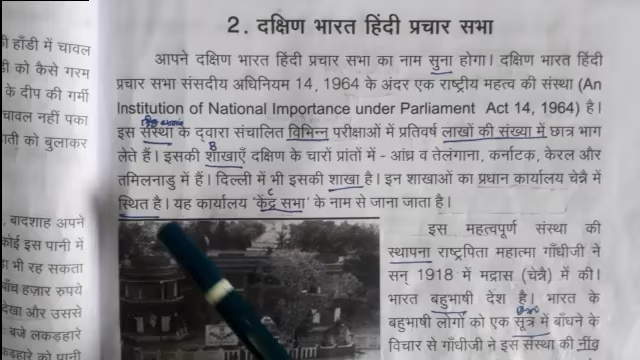 ी हाँडी में चावल
ही को कैसे गरम
के दीप की गर्मी
चावल नहीं पका
ाती को बुलाकर
. बादशाह अपने
कोई इस पानी में
भी रह सकता
पाँच हज़ार रुपये
देखा और उससे
बजे लकड़हारे
2. दक्षिण भारत हिंदी प्रचार सभा
आपने दक्षिण भारत हिंदी प्रचार सभा का नाम सुना होगा। दक्षिण भारत हिंदी
प्रचार सभा संसदीय अधिनियम 14, 1964 के अंदर एक राष्ट्रीय महत्व की संस्था (An
Institution of National Importance under Parliament Act 14, 1964) है।
इस संस्था के द्वारा संचालित विभिन्न परीक्षाओं में प्रतिवर्ष लाखों की संख्या में छात्र भाग
B
लेते हैं। इसकी शाखाएँ दक्षिण के चारों प्रांतों में - आंध्र व तेलंगाना, कर्नाटक, केरल और
तमिलनाडु में हैं। दिल्ली में भी इसकी शाखा है। इन शाखाओं का प्रधान कार्यालय चेन्नै में
C
स्थित है। यह कार्यालय 'केंद्र सभा' के नाम से जाना जाता है।
इस महत्वपूर्ण संस्था की
स्थापना राष्ट्रपिता महात्मा गाँधीजी ने
सन् 1918 में मद्रास (चेन्नै) में की।
भारत बहुभाषी देश है। भारत के
बहुभाषी लोगों को एक सूत्र में बाँधने के
विचार से गाँधीजी ने इस संस्था की नींव